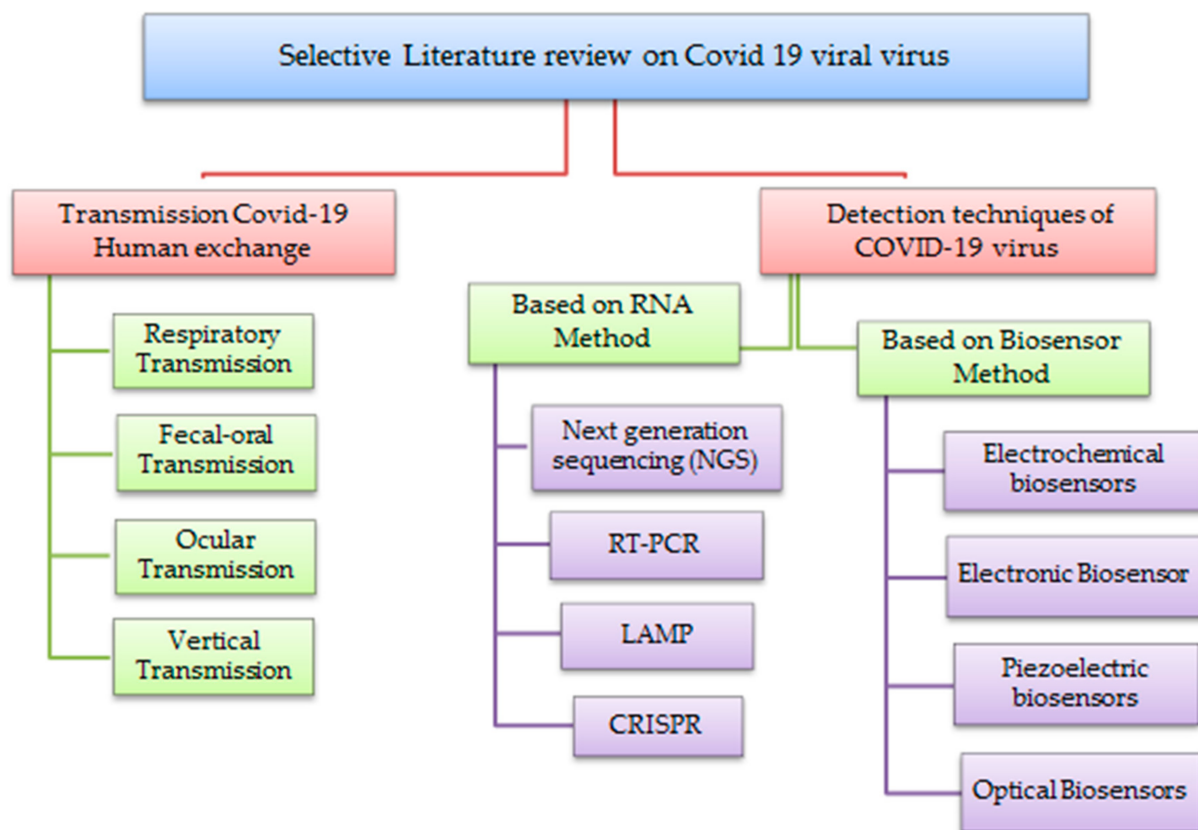 Selective Literature review on Covid 19 viral virus
Transmission Covid-19
Human exchange
Respiratory
Transmission
Fecal-oral
Transmission
Ocular
Transmission
Vertical
Transmission
Detection techniques of
COVID-19 virus
Based on RNA
Method
Next generation
sequencing (NGS)
RT-PCR
LAMP
CRISPR
Based on Biosensor
Method
Electrochemical
biosensors
Electronic Biosensor
Piezoelectric
biosensors
Optical Biosensors